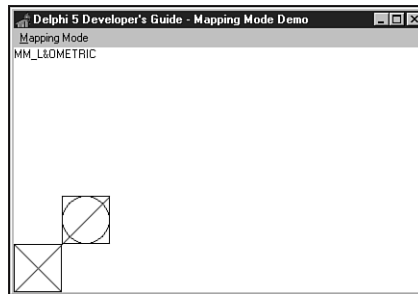 Delphi 5 Developer's Guide - Mapping Mode Demo
Mapping Mode
MM_L&OMETRIC